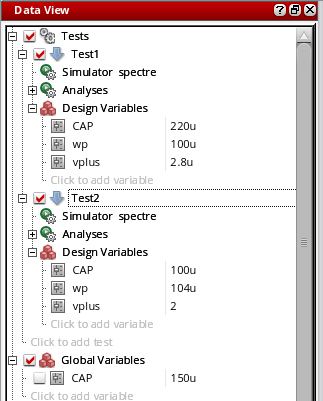 Data View
Tests
Test1
Simulator spectre
Analyses
Design Variables
CAP 220u
wp 100u
vplus 2.8u
Click to add variable
Test2
Simulator spectre
Analyses
Design Variables
CAP 100u
wp 104u
vplus 2
Click to add variable
Click to add test
Global Variables
CAP 150u
Click to add variable